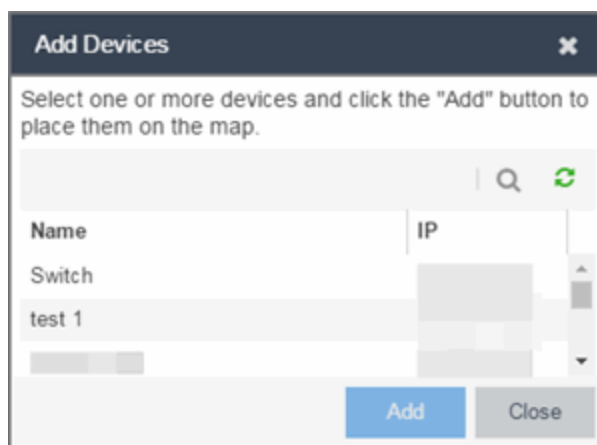 Add Devices
Select one or more devices and click the "Add" button to
place them on the map.
Name IP
Switch
test 1
Add Close